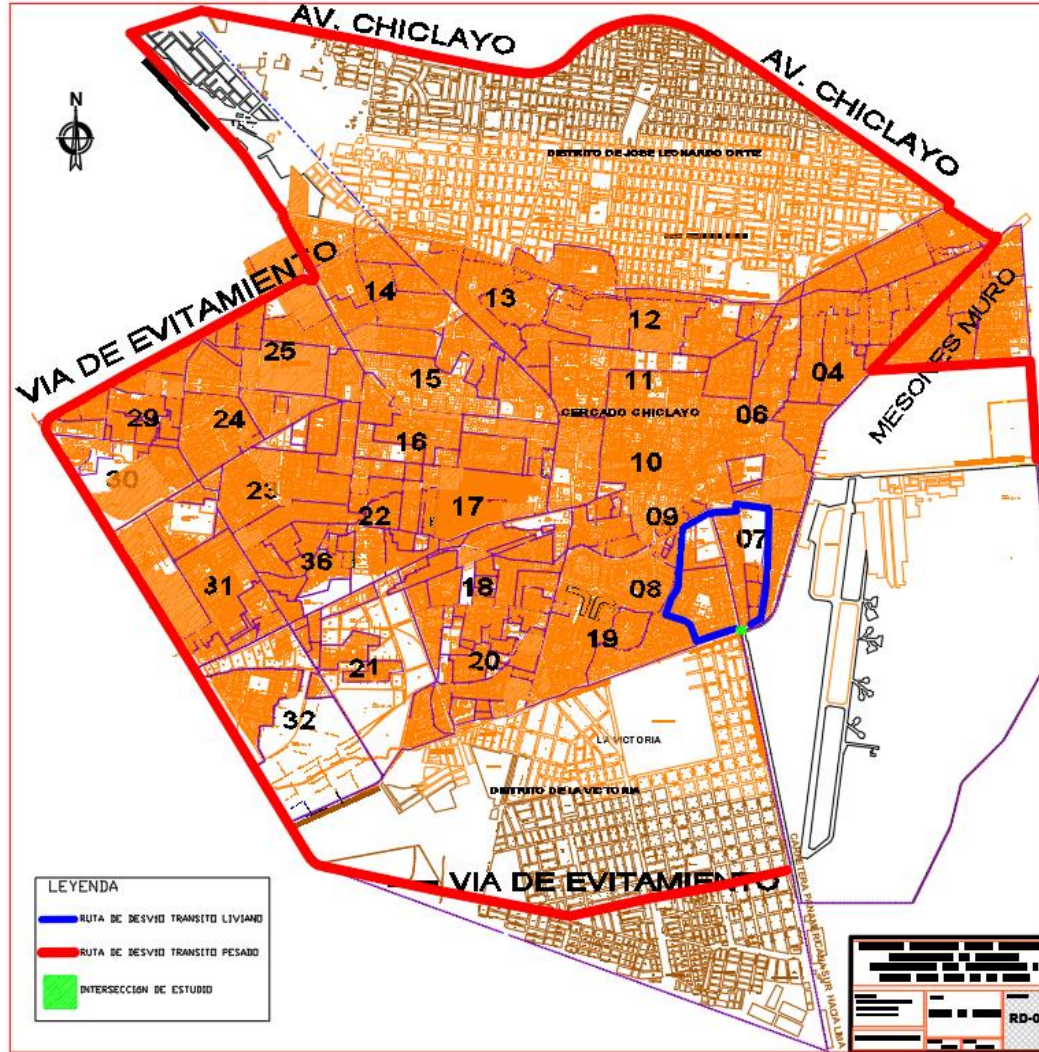 AV. CHICLAYO
AV. CHICLAYO
N
DISTRITO DE JOSE LEONARDO ORTIZ
VIA DE EVITAMIENTO
MESONES MURO
14
13
12
25
15
11
04
CERCADO CHICLAYO
06
29
24
16
10
30
23
22
17
09
07
36
31
18
08
19
21
20
32
LA VICTORIA
DISTRITO DE LA VICTORIA
VIA DE EVITAMIENTO
CARRETERA PANAMERICANA SUR HACIA LIMA
LEYENDA
RUTA DE DESVIO TRANSITO LIVIANO
RUTA DE DESVIO TRANSITO PESADO
INTERSECCIÓN DE ESTUDIO
RD-0